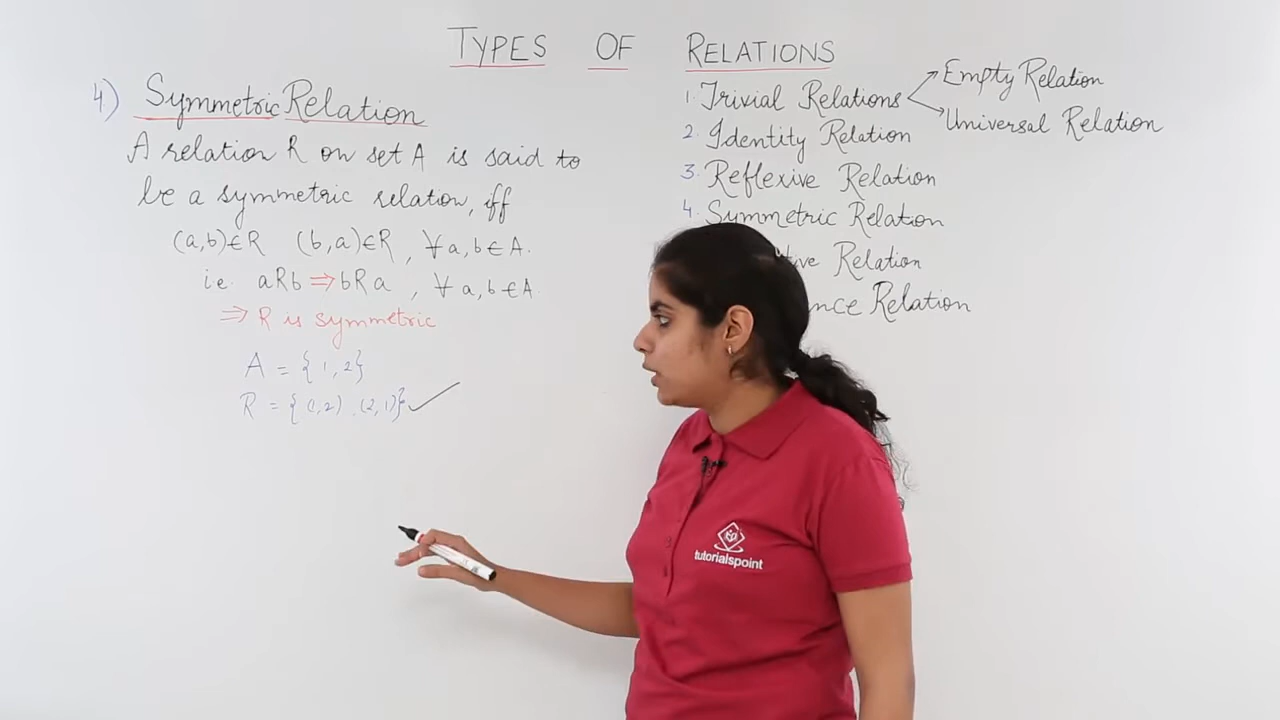 TYPES OF RELATIONS
4) Symmetric Relation
A relation R on set A is said to
be a symmetric relation, iff
(a,b)∈R (b,a)∈R , ∀ a,b ∈ A.
i.e. aRb ⇒ bRa , ∀ a,b ∈ A
⇒ R is symmetric
A = {1,2}
R = {(1,2) , (2,1)} ✓
1. Trivial Relations
Empty Relation
Universal Relation
2. Identity Relation
3. Reflexive Relation
4. Symmetric Relation
tive Relation
nce Relation
tutorialspoint